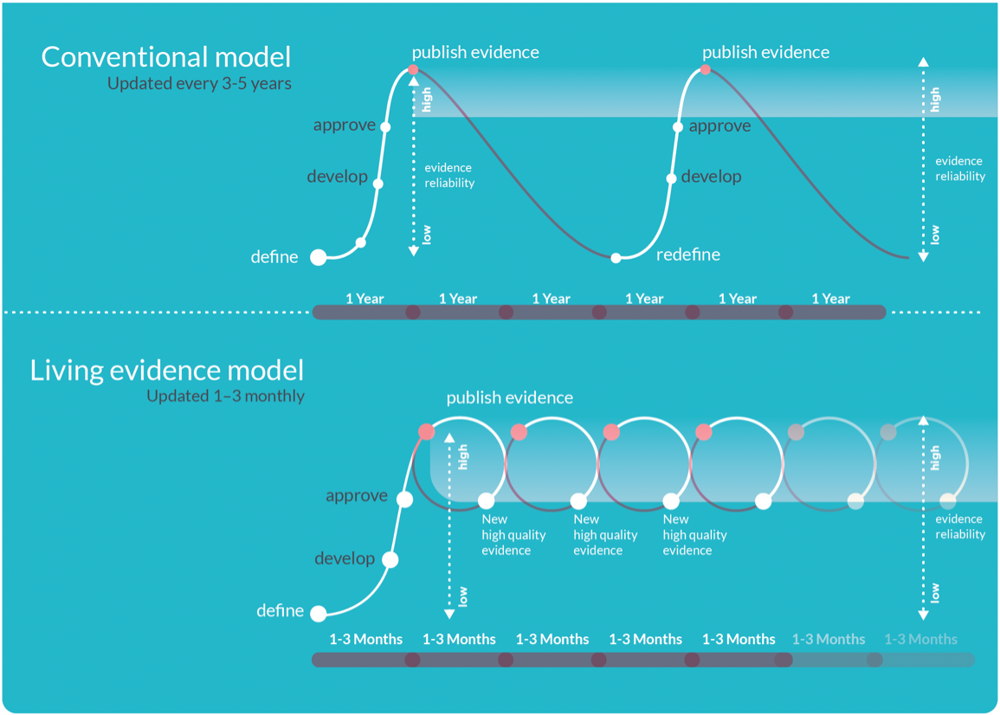 Conventional model
Updated every 3-5 years
publish evidence
publish evidence
high
high
approve
approve
evidence
reliability
evidence
reliability
develop
develop
low
low
define
redefine
1 Year
1 Year
1 Year
1 Year
1 Year
1 Year
Living evidence model
Updated 1–3 monthly
publish evidence
high
high
approve
New
high quality
evidence
New
high quality
evidence
New
high quality
evidence
evidence
reliability
develop
low
low
define
1-3 Months
1-3 Months
1-3 Months
1-3 Months
1-3 Months
1-3 Months
1-3 Months